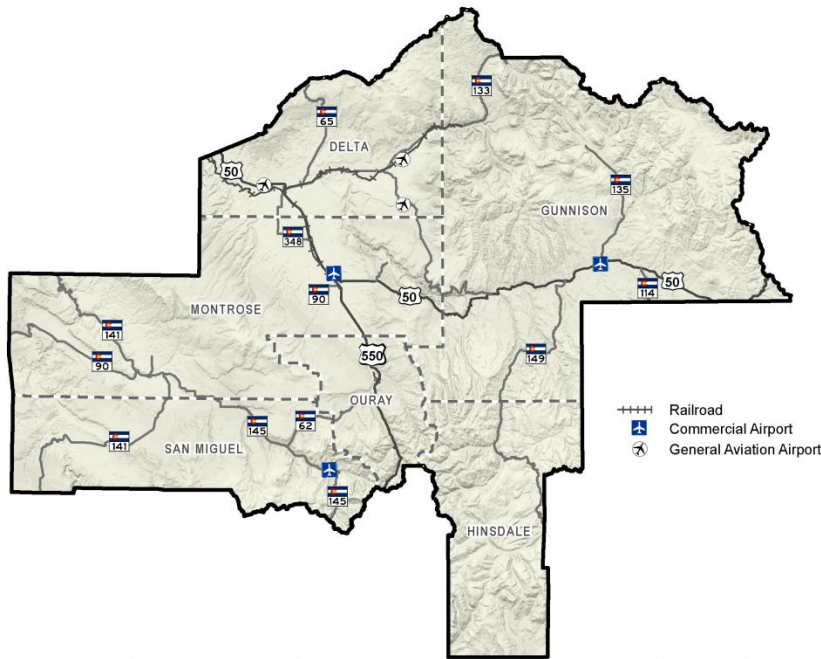 133
65
DELTA
50
135
GUNNISON
348
90
50
114
50
MONTROSE
141
90
550
149
OURAY
145
62
SAN MIGUEL
141
145
HINSDALE
Railroad
Commercial Airport
General Aviation Airport